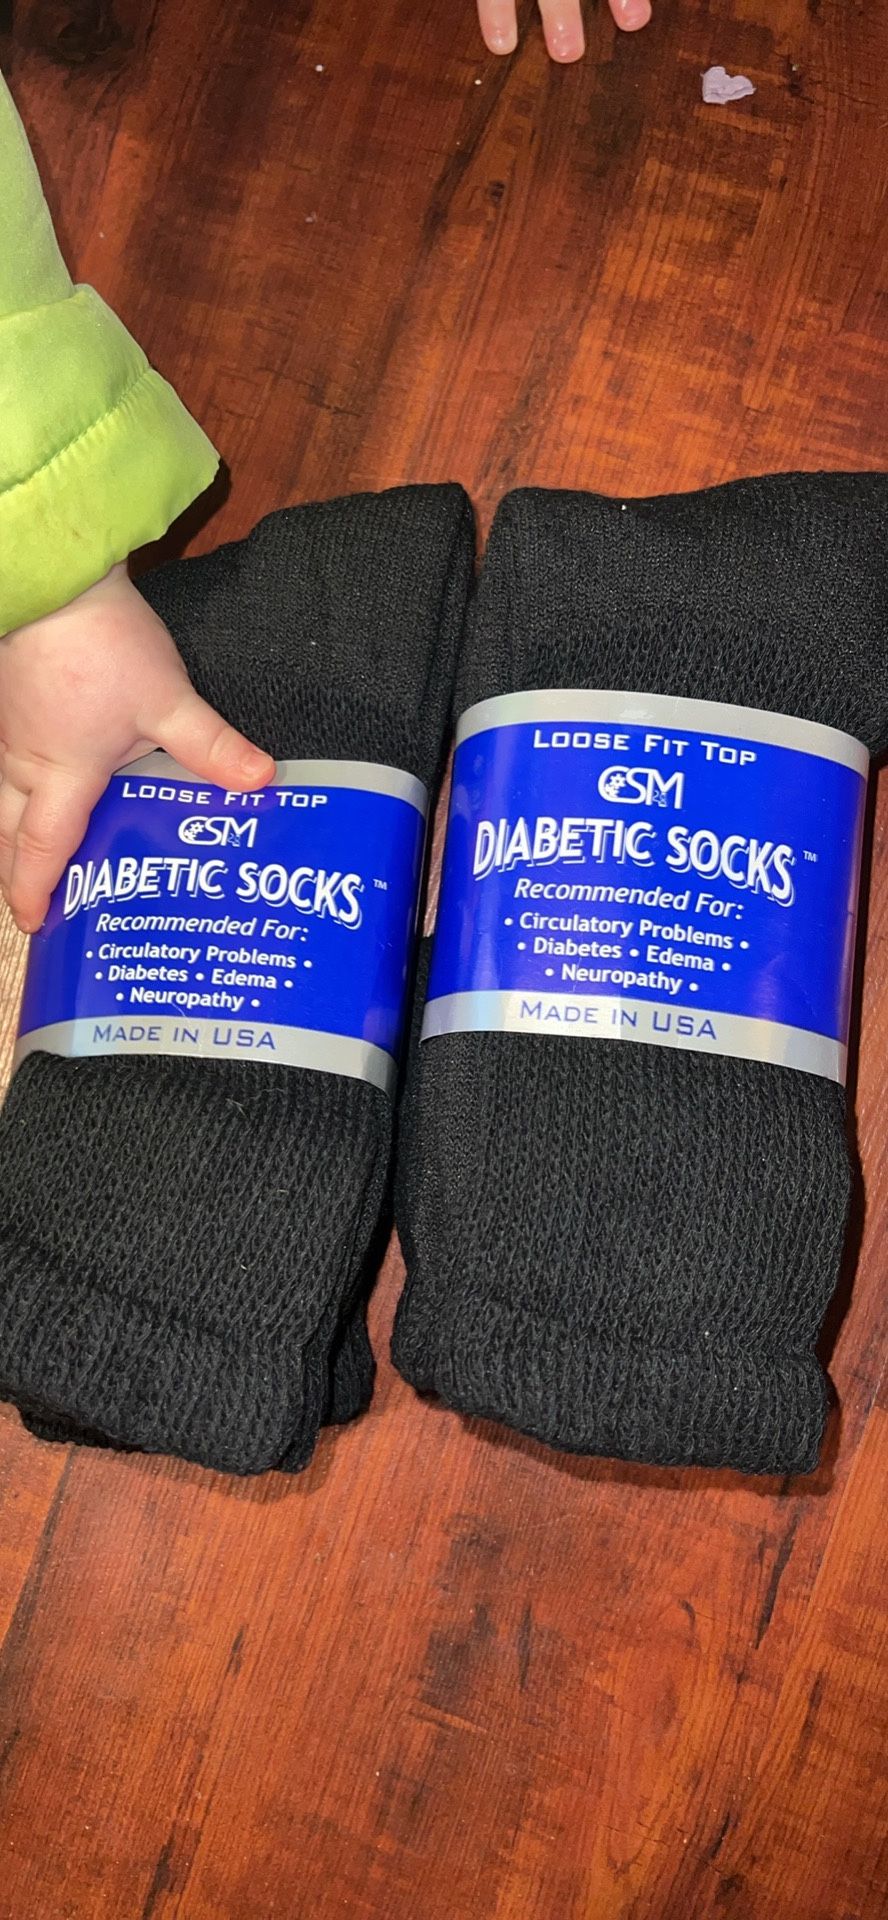 LOOSE FIT TOP
CSM
DIABETIC SOCKS™
Recommended For:
• Circulatory Problems •
• Diabetes • Edema •
• Neuropathy •
MADE IN USA
LOOSE FIT TOP
CSM
DIABETIC SOCKS™
Recommended For:
• Circulatory Problems •
• Diabetes • Edema •
• Neuropathy •
MADE IN USA